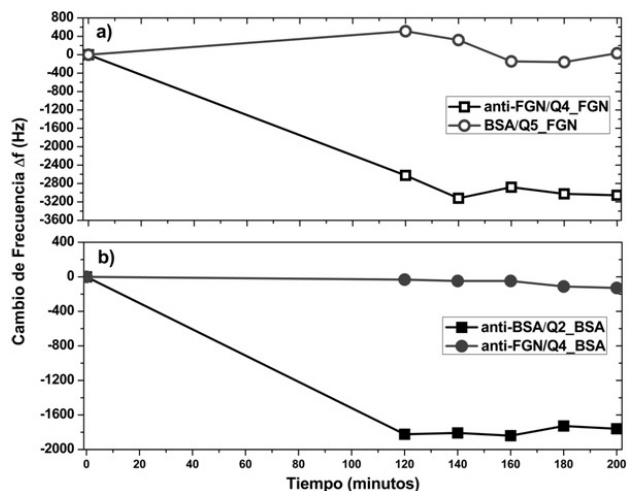 a)
800
400
0
-400
-800
-1200
-1600
-2000
-2400
-2800
-3200
-3600
anti-FGN/Q4_FGN
BSA/Q5_FGN
Cambio de Frecuencia Δf (Hz)
b)
400
0
-400
-800
-1200
-1600
-2000
anti-BSA/Q2_BSA
anti-FGN/Q4_BSA
0 20 40 60 80 100 120 140 160 180 200
Tiempo (minutos)